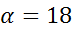 α = 18